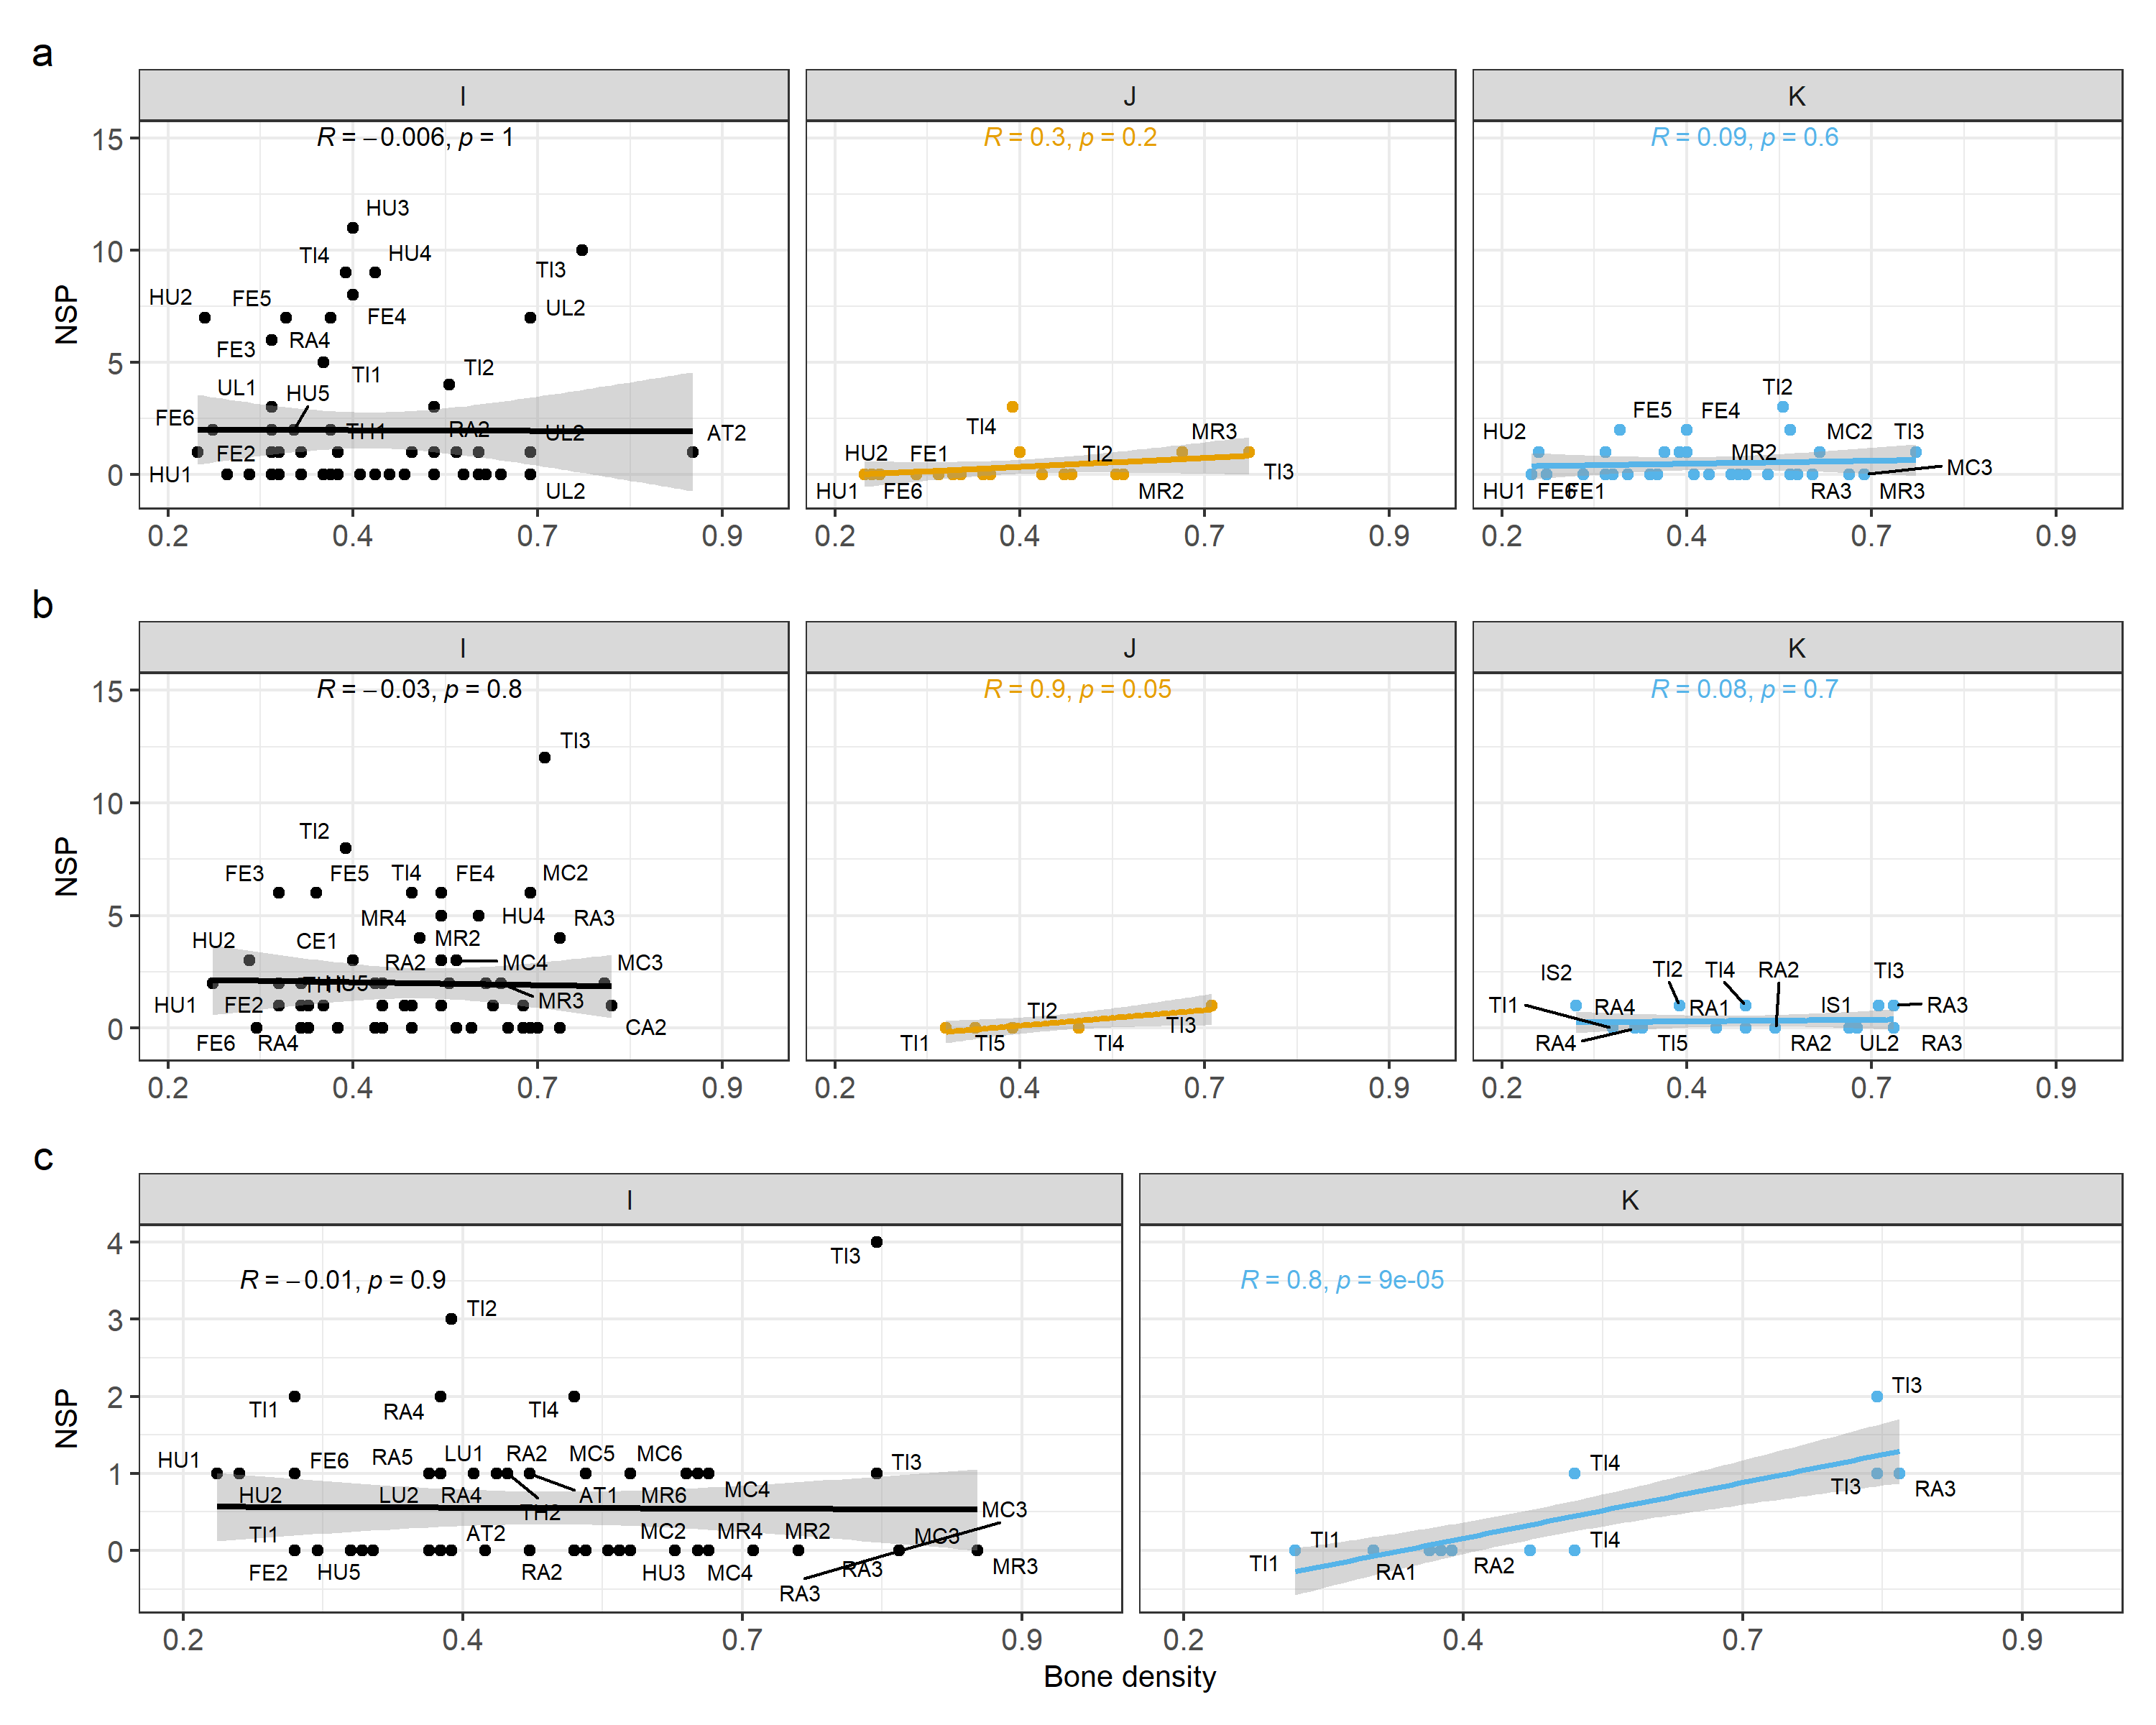 a
I
J
K
R = −0.006, p = 1
R = 0.3, p = 0.2
R = 0.09, p = 0.6
NSP
15
10
5
0
HU3
TI4
HU4
TI3
HU2
FE5
FE4
UL2
FE3
RA4
TI1
TI2
UL1
HU5
FE6
TH1
RA2
UL2
AT2
FE2
HU1
UL2
TI4
MR3
HU2
FE1
TI2
TI3
HU1
FE6
MR2
TI2
FE5
FE4
HU2
MC2
TI3
MR2
MC3
HU1
FE6
FE1
RA3
MR3
0.2 0.4 0.7 0.9
0.2 0.4 0.7 0.9
0.2 0.4 0.7 0.9
b
I
J
K
R = −0.03, p = 0.8
R = 0.9, p = 0.05
R = 0.08, p = 0.7
NSP
15
10
5
0
TI3
TI2
FE3
FE5
TI4
FE4
MC2
MR4
HU4
RA3
HU2
CE1
MR2
RA2
MC4
MC3
TH1
HU5
HU1
FE2
MR3
FE6
RA4
CA2
TI2
TI3
TI1
TI5
TI4
IS2
TI2
TI4
RA2
TI3
TI1
RA4
RA1
IS1
RA3
RA4
TI5
RA2
UL2
RA3
0.2 0.4 0.7 0.9
0.2 0.4 0.7 0.9
0.2 0.4 0.7 0.9
c
I
K
R = −0.01, p = 0.9
R = 0.8, p = 9e-05
NSP
4
3
2
1
0
TI3
TI2
TI1
RA4
TI4
HU1
FE6
RA5
LU1
RA2
MC5
MC6
TI3
HU2
LU2
RA4
TH2
AT1
MR6
MC4
MC3
TI1
AT2
MC2
MR4
MR2
MC3
FE2
HU5
RA2
HU3
MC4
RA3
RA3
MR3
TI3
TI4
TI3
RA3
TI1
TI1
RA1
RA2
TI4
0.2 0.4 0.7 0.9
0.2 0.4 0.7 0.9
Bone density